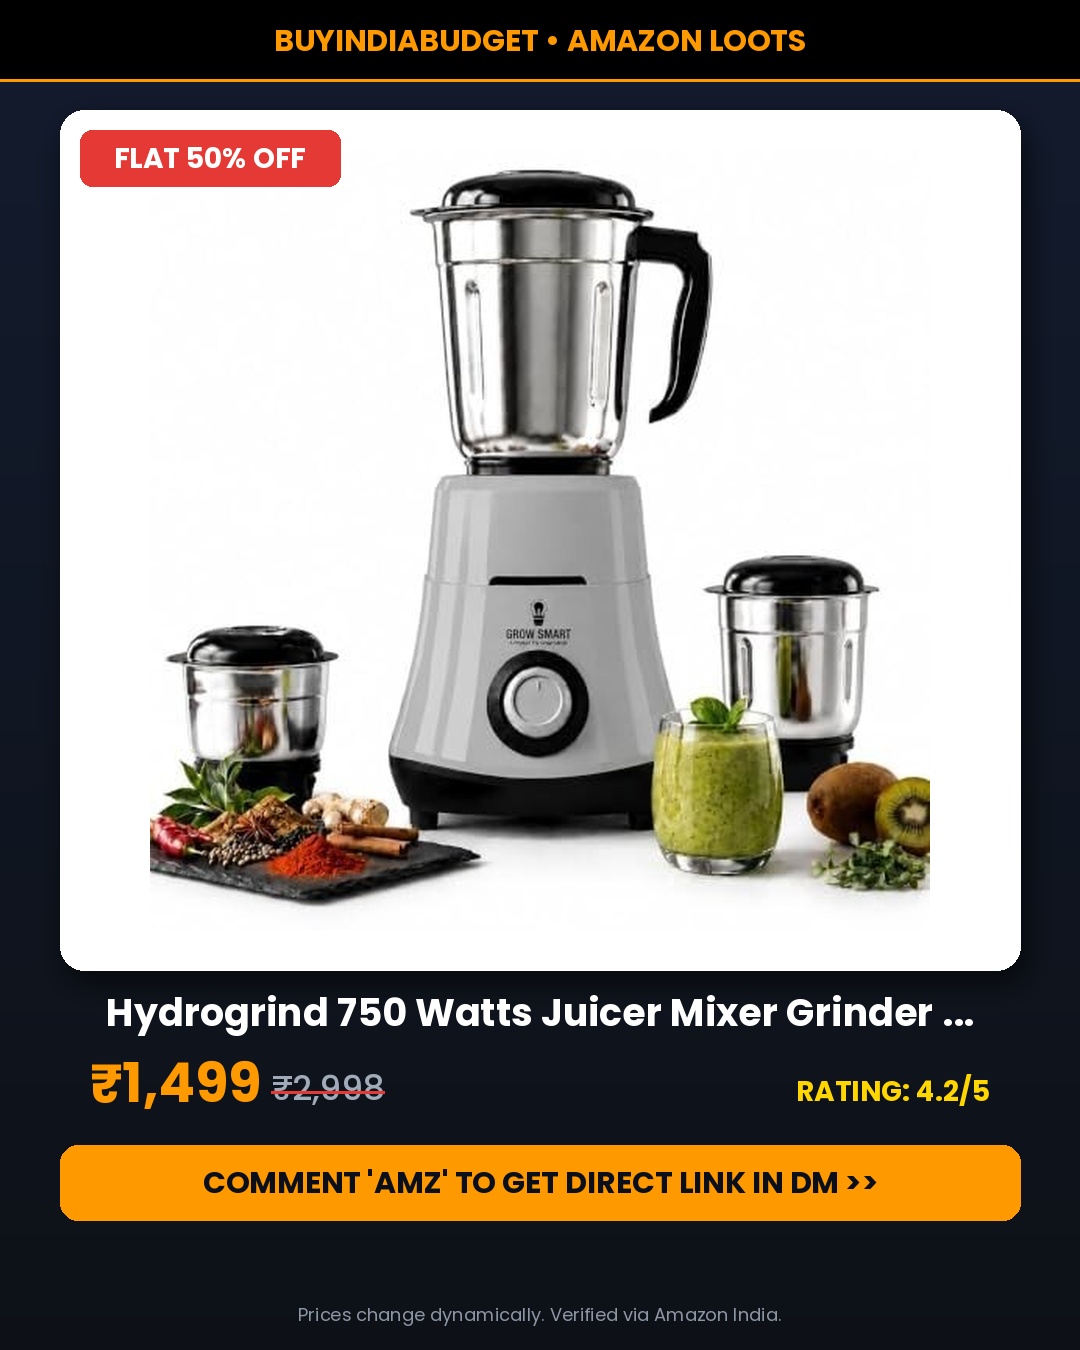 BUYINDIABUDGET • AMAZON LOOTS
FLAT 50% OFF
GROW SMART
Hydrogrind 750 Watts Juicer Mixer Grinder ...
₹1,499 ₹2,998
RATING: 4.2/5
COMMENT 'AMZ' TO GET DIRECT LINK IN DM >>
Prices change dynamically. Verified via Amazon India.